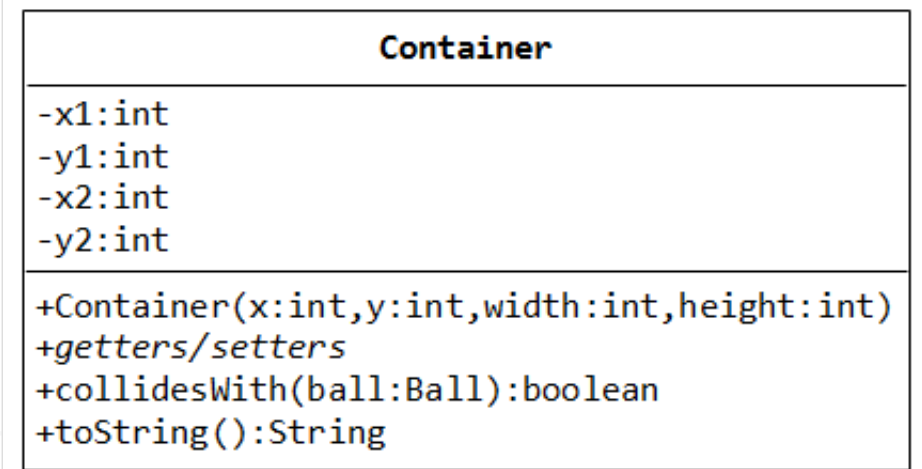 Container
-x1:int
-y1:int
-x2:int
-y2:int
+Container(x:int,y:int,width:int,height:int)
+getters/setters
+collidesWith(ball:Ball):boolean
+toString():String